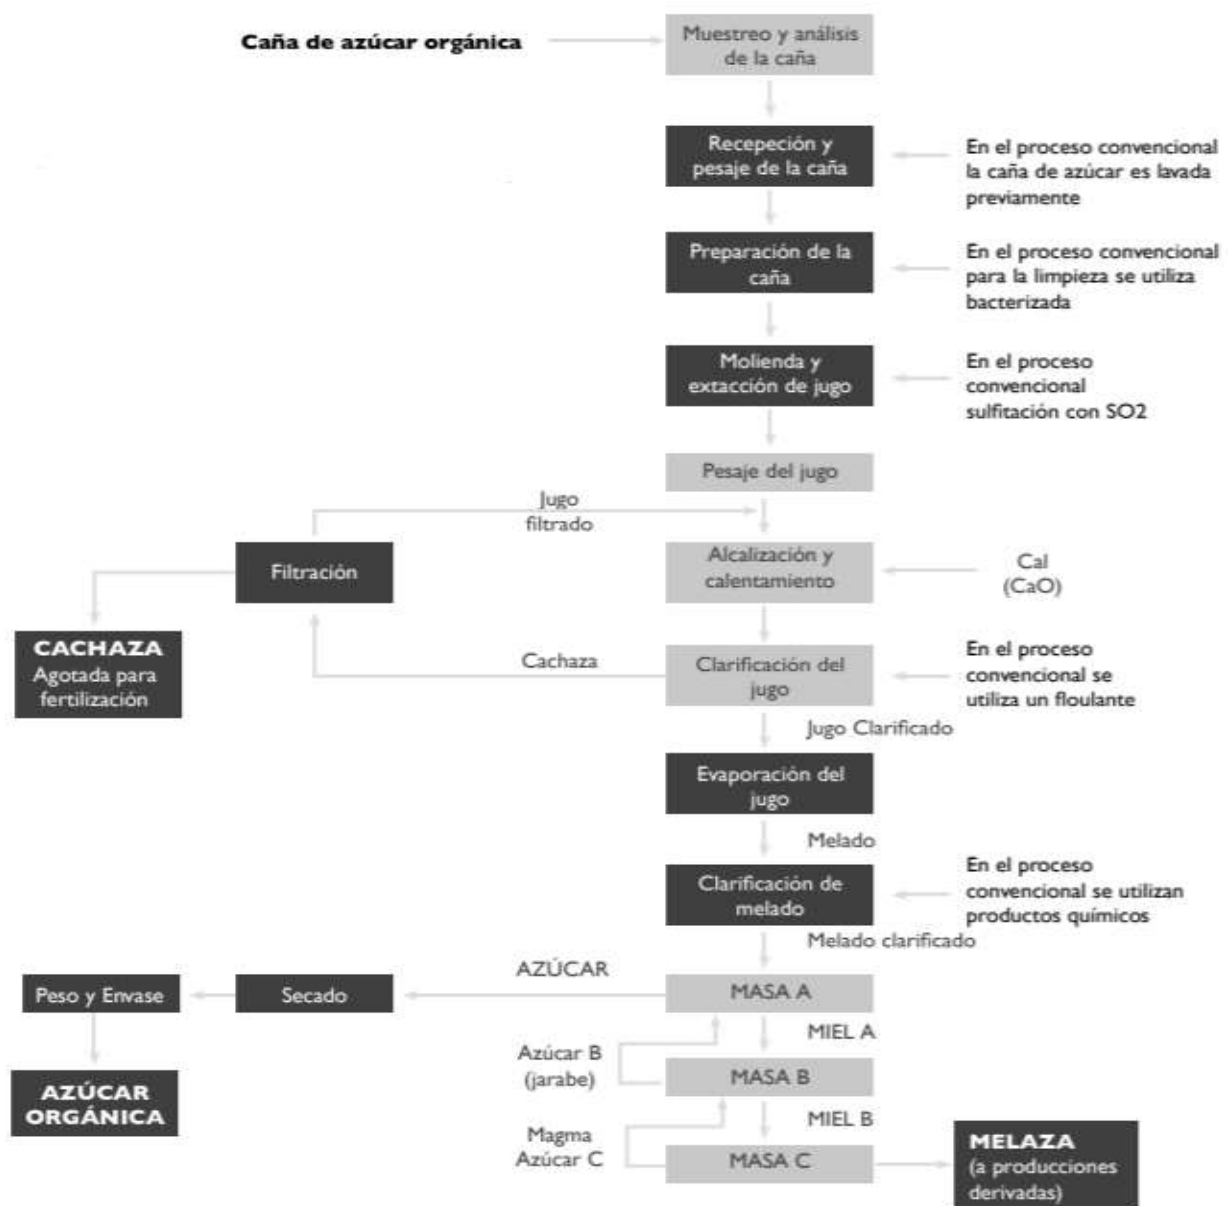 Caña de azúcar orgánica
Muestreo y análisis
de la caña
Recepeción y
pesaje de la caña
En el proceso convencional
la caña de azúcar es lavada
previamente
Preparación de la
caña
En el proceso convencional
para la limpieza se utiliza
bacterizada
Molienda y
extacción de jugo
En el proceso
convencional
sulfitación con SO2
Pesaje del jugo
Jugo
filtrado
Filtración
Alcalización y
calentamiento
Cal
(CaO)
CACHAZA
Agotada para
fertilización
Cachaza
Clarificación del
jugo
En el proceso
convencional se
utiliza un floulante
Jugo Clarificado
Evaporación del
jugo
Melado
Clarificación de
melado
En el proceso
convencional se utilizan
productos químicos
Melado clarificado
AZÚCAR
Peso y Envase
Secado
MASA A
MIEL A
Azúcar B
(jarabe)
MASA B
AZÚCAR
ORGÁNICA
MIEL B
Magma
Azúcar C
MASA C
MELAZA
(a producciones
derivadas)